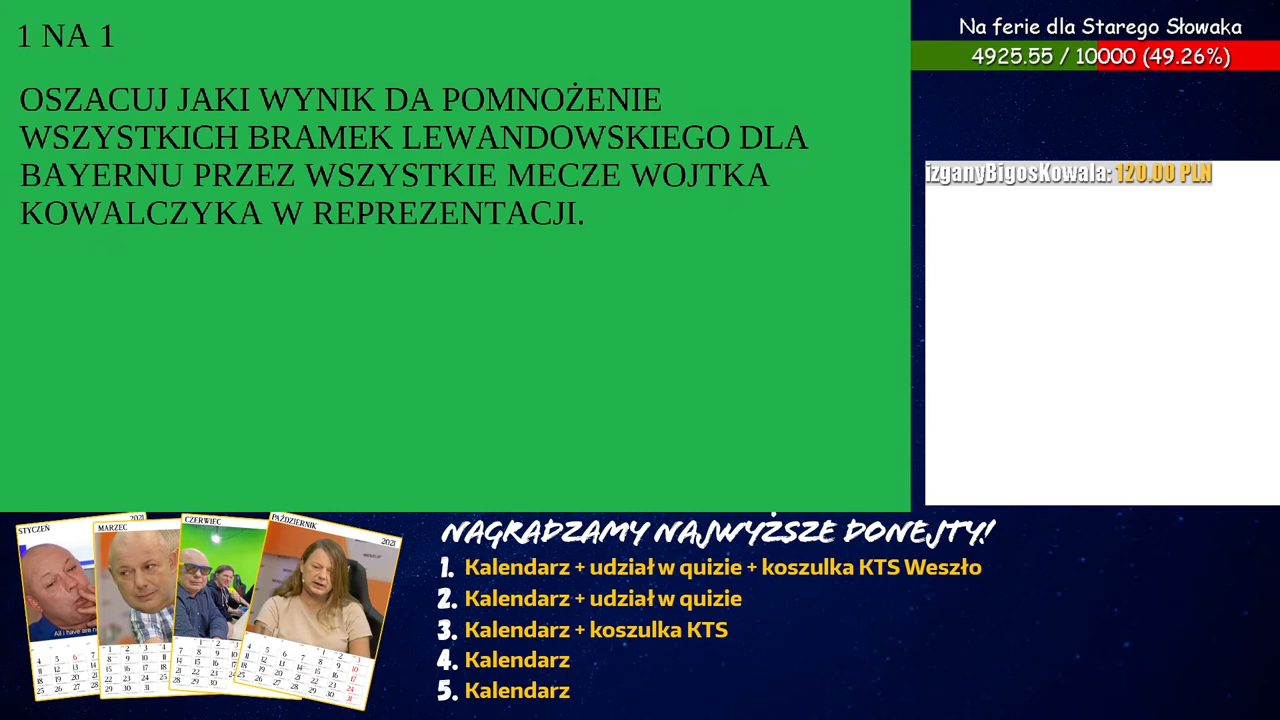 1 NA 1
OSZACUJ JAKI WYNIK DA POMNOŻENIE
WSZYSTKICH BRAMEK LEWANDOWSKIEGO DLA
BAYERNU PRZEZ WSZYSTKIE MECZE WOJTKA
KOWALCZYKA W REPREZENTACJI.
Na ferie dla Starego Słowaka
4925.55 / 10000 (49.26%)
izganyBigosKowala: 120.00 PLN
STYCZEŃ
2021
MARZEC
CZERWIEC
PAŹDZIERNIK
2021
NAGRADZAMY NAJWYŻSZE DONEJTY!
1. Kalendarz + udział w quizie + koszulka KTS Weszło
2. Kalendarz + udział w quizie
3. Kalendarz + koszulka KTS
4. Kalendarz
5. Kalendarz